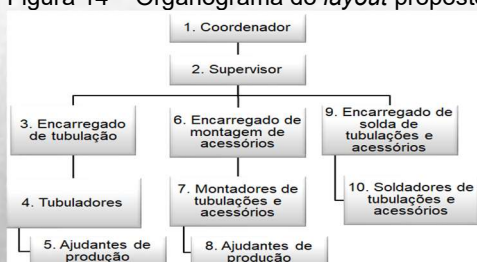 Figura 14 – Organograma do layout proposto
1. Coordenador
2. Supervisor
3. Encarregado
de tubulação
6. Encarregado de
montagem de
acessórios
9. Encarregado de
solda de
tubulações e
acessórios
4. Tubuladores
7. Montadores de
tubulações e
acessórios
10. Soldadores de
tubulações e
acessórios
5. Ajudantes de
produção
8. Ajudantes de
produção